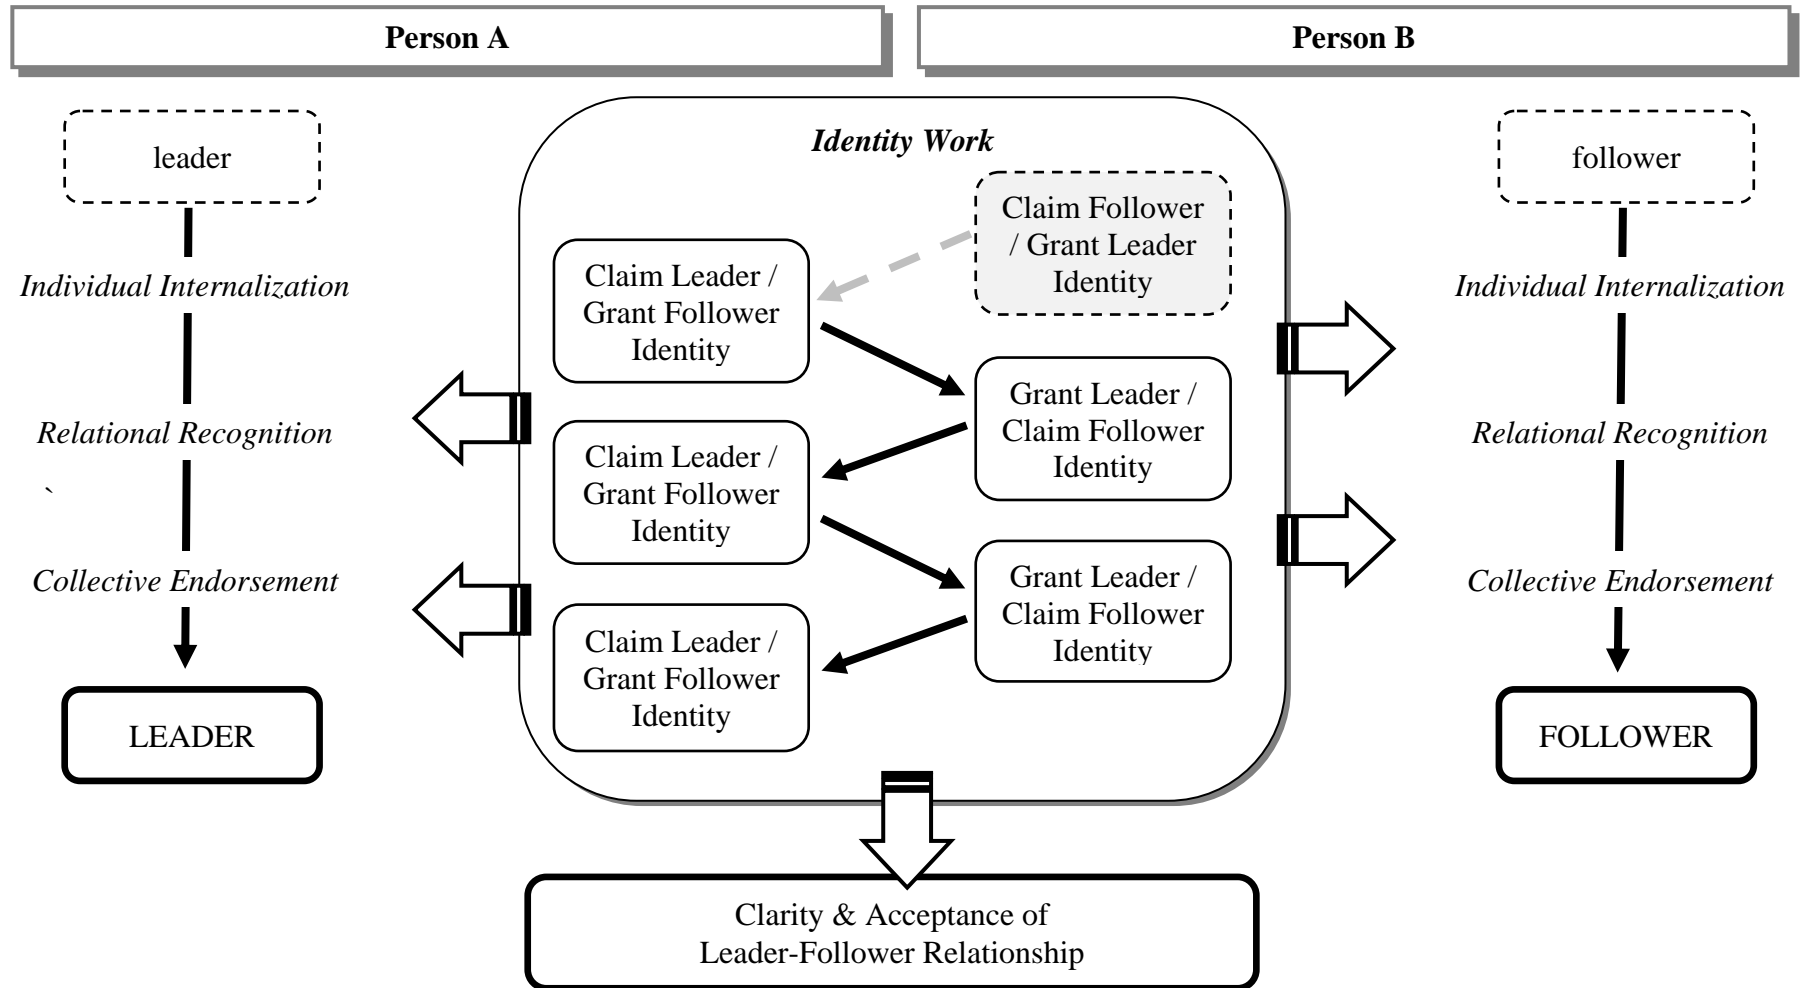 Person A
Person B
leader
Individual Internalization
Relational Recognition
`
Collective Endorsement
LEADER
Identity Work
Claim Follower
/ Grant Leader
Identity
Claim Leader /
Grant Follower
Identity
Grant Leader /
Claim Follower
Identity
Claim Leader /
Grant Follower
Identity
Grant Leader /
Claim Follower
Identity
Claim Leader /
Grant Follower
Identity
follower
Individual Internalization
Relational Recognition
Collective Endorsement
FOLLOWER
Clarity & Acceptance of
Leader-Follower Relationship